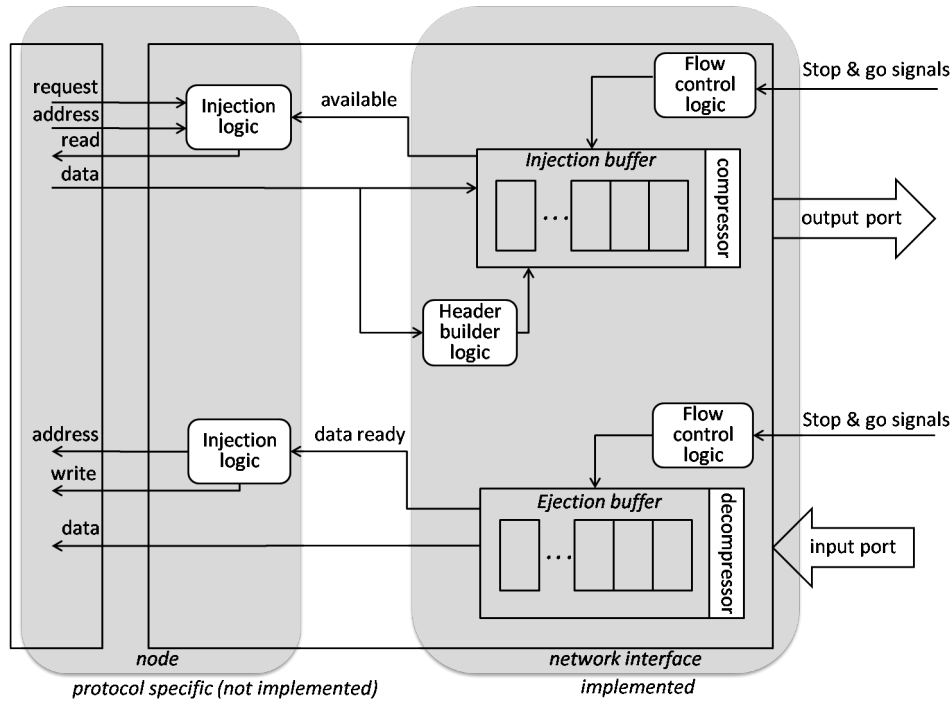 request
address
read
data
Injection
logic
available
Flow
control
logic
Stop & go signals
Injection buffer
...
compressor
output port
Header
builder
logic
address
write
data
Injection
logic
data ready
Flow
control
logic
Stop & go signals
Ejection buffer
...
decompressor
input port
node
network interface
protocol specific (not implemented)
implemented